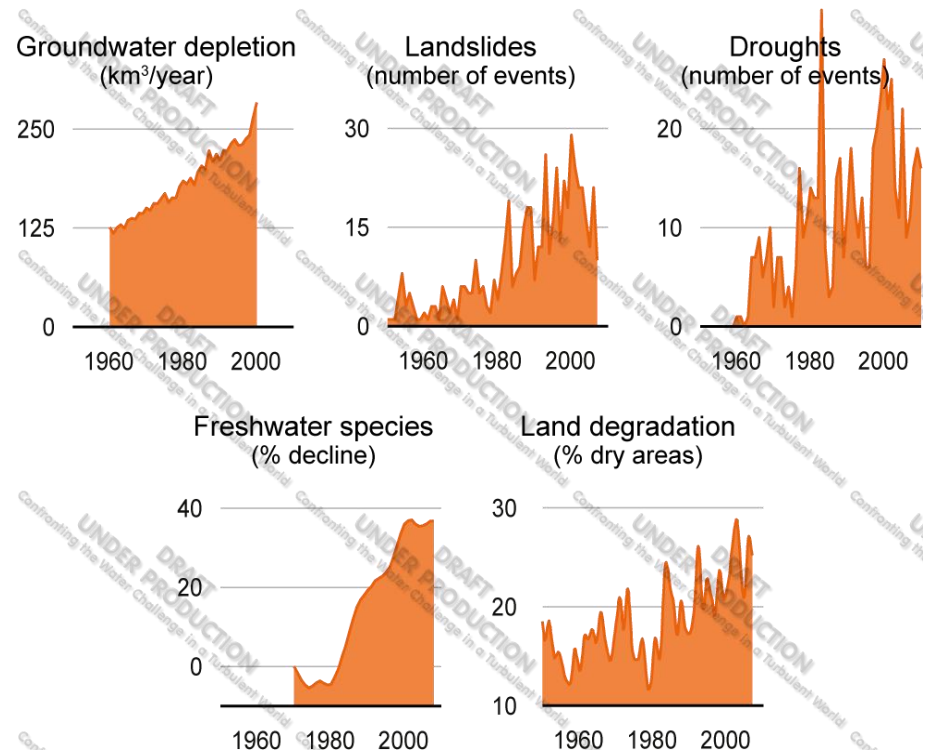 Groundwater depletion
(km³/year)
250
125
0
1960 1980 2000
Landslides
(number of events)
30
15
0
1960 1980 2000
Droughts
(number of events)
20
10
0
1960 1980 2000
Freshwater species
(% decline)
40
20
0
1960 1980 2000
Land degradation
(% dry areas)
30
20
10
1960 1980 2000
DRAFT
UNDER PRODUCTION
Confronting the Water Challenge in a Turbulent World